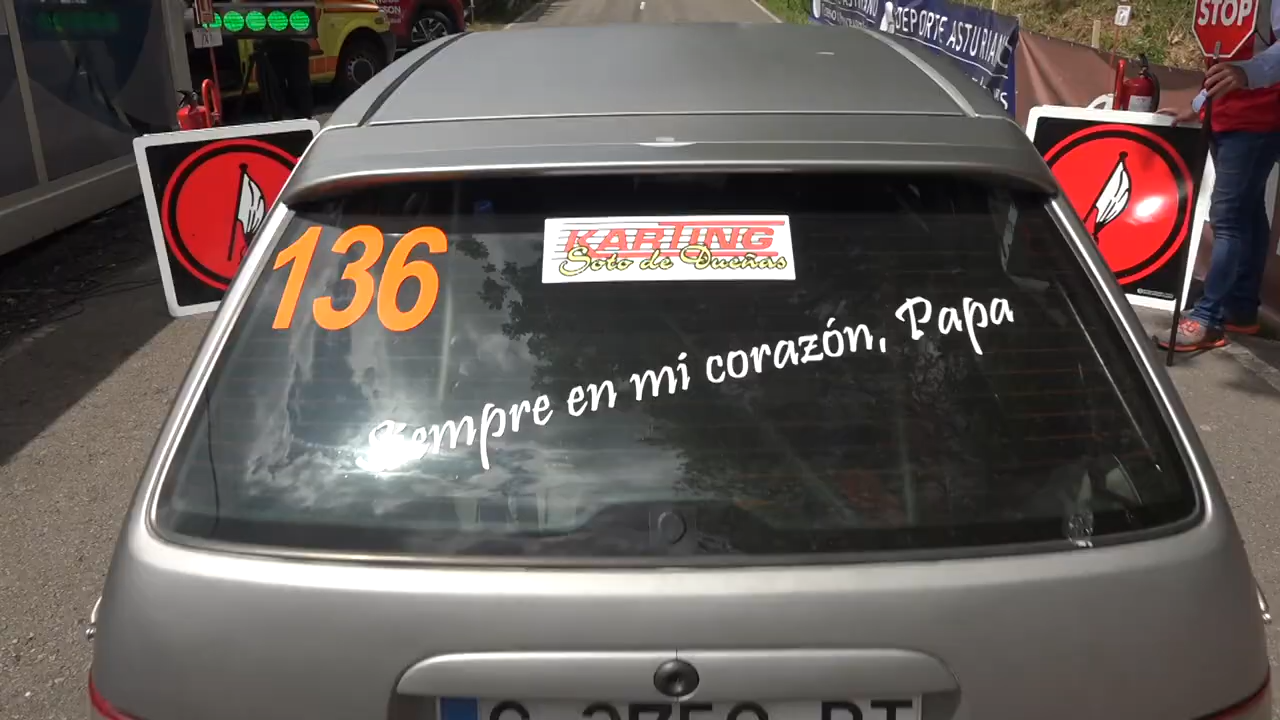 STOP
DEPORTE ASTURIANO
136
KARTING
Soto de Dueñas
Siempre en mi corazón, Papa